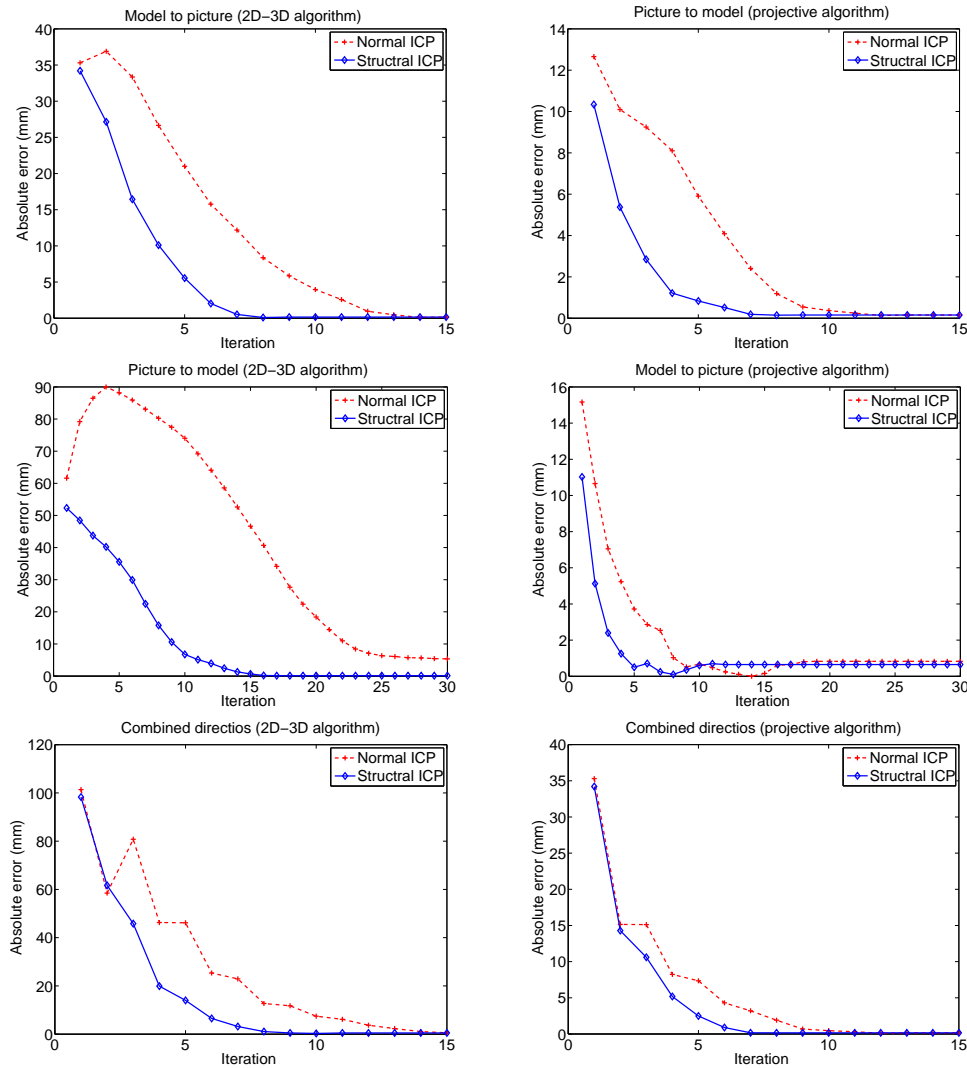 Model to picture (2D−3D algorithm)
Absolute error (mm)
40
35
30
25
20
15
10
5
0
0 5 10 15
Iteration
Normal ICP
Structral ICP
Picture to model (projective algorithm)
Absolute error (mm)
14
12
10
8
6
4
2
0
0 5 10 15
Iteration
Normal ICP
Structral ICP
Picture to model (2D−3D algorithm)
Absolute error (mm)
90
80
70
60
50
40
30
20
10
0
0 5 10 15 20 25 30
Iteration
Normal ICP
Structral ICP
Model to picture (projective algorithm)
Absolute error (mm)
16
14
12
10
8
6
4
2
0
0 5 10 15 20 25 30
Iteration
Normal ICP
Structral ICP
Combined directios (2D−3D algorithm)
Absolute error (mm)
120
100
80
60
40
20
0
0 5 10 15
Iteration
Normal ICP
Structral ICP
Combined directios (projective algorithm)
Absolute error (mm)
40
35
30
25
20
15
10
5
0
0 5 10 15
Iteration
Normal ICP
Structral ICP